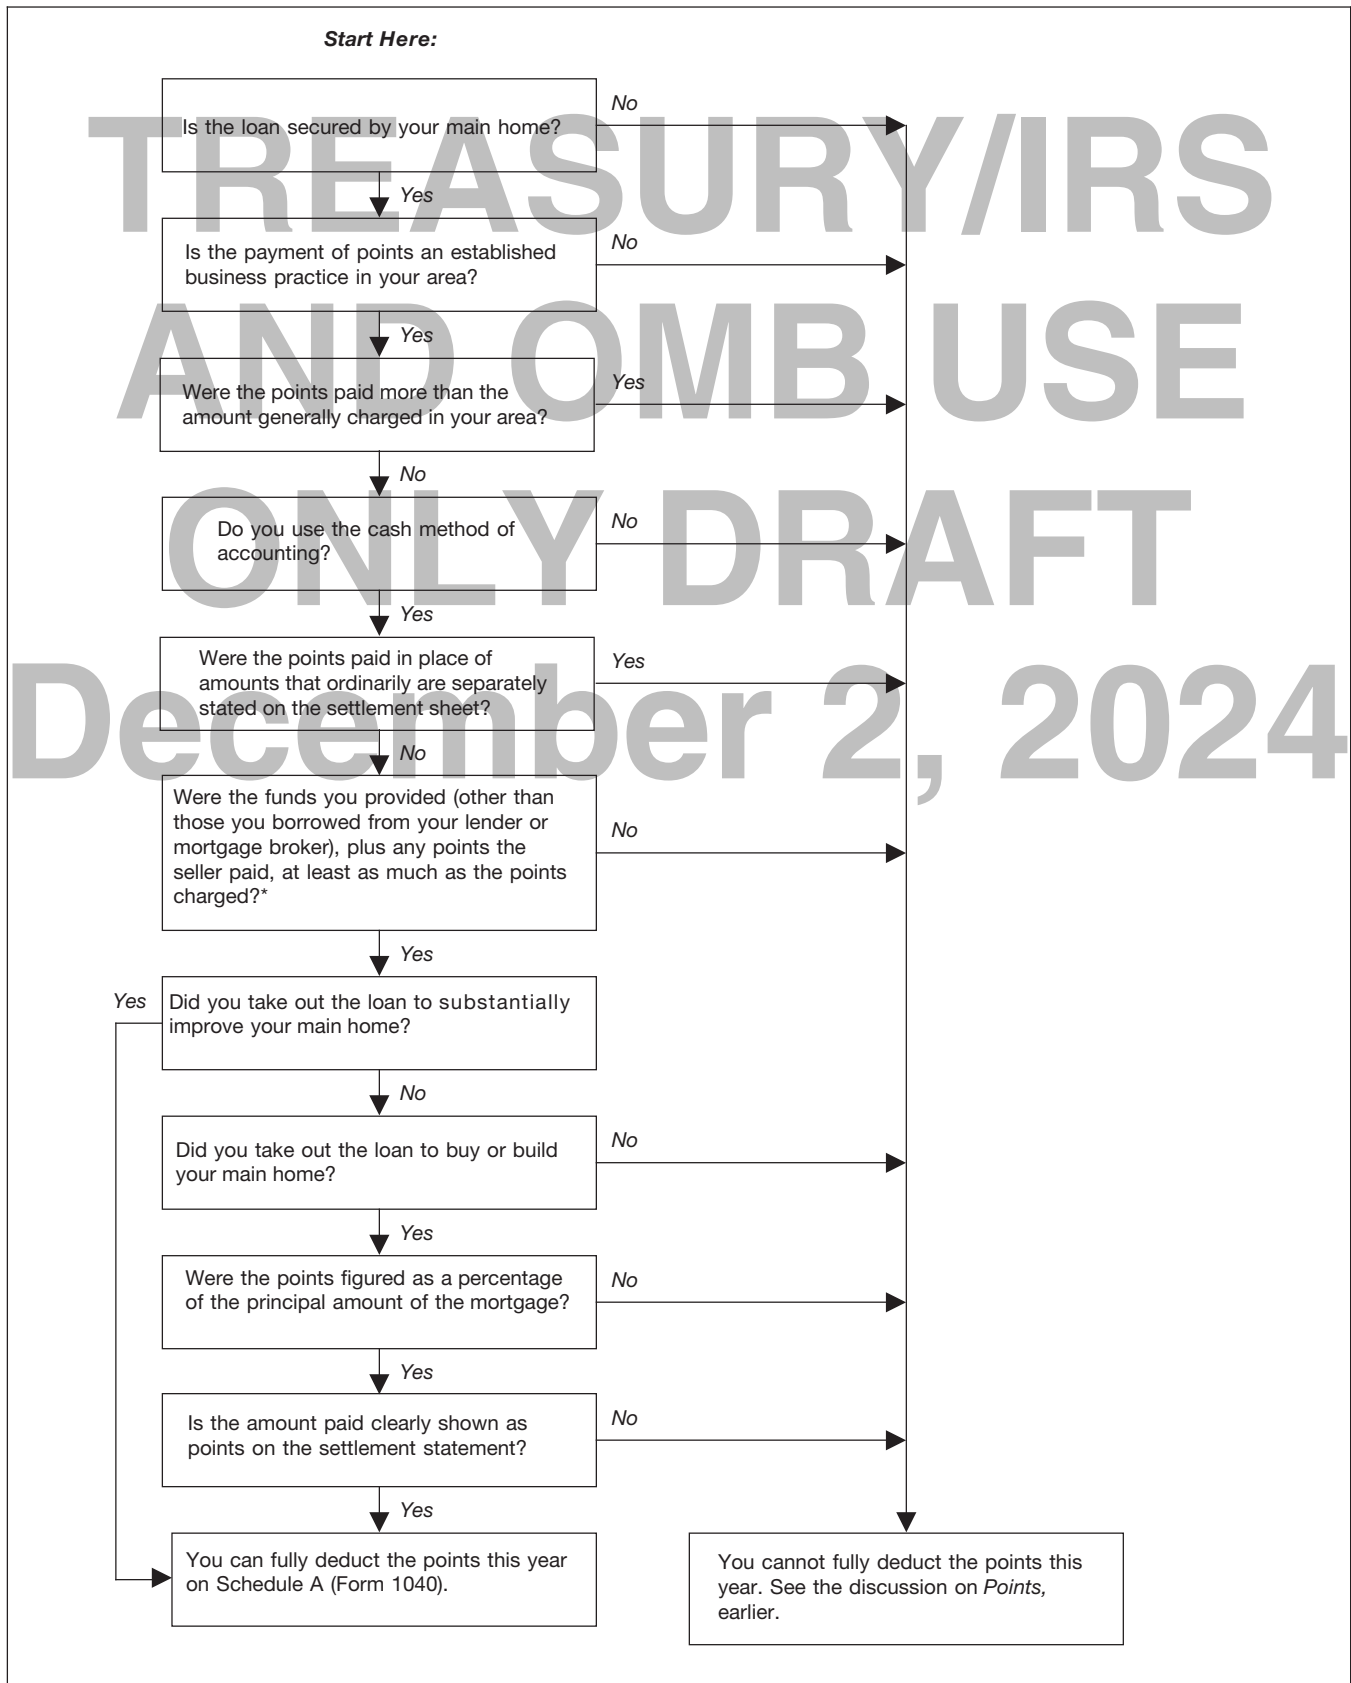 Start Here:
Is the loan secured by your main home?
No
Yes
Is the payment of points an established
business practice in your area?
No
Yes
Were the points paid more than the
amount generally charged in your area?
Yes
No
Do you use the cash method of
accounting?
No
Yes
Were the points paid in place of
amounts that ordinarily are separately
stated on the settlement sheet?
Yes
No
Were the funds you provided (other than
those you borrowed from your lender or
mortgage broker), plus any points the
seller paid, at least as much as the points
charged?*
No
Yes
Did you take out the loan to substantially
improve your main home?
Yes
No
Did you take out the loan to buy or build
your main home?
No
Yes
Were the points figured as a percentage
of the principal amount of the mortgage?
No
Yes
Is the amount paid clearly shown as
points on the settlement statement?
No
Yes
You can fully deduct the points this year
on Schedule A (Form 1040).
You cannot fully deduct the points this
year. See the discussion on Points,
earlier.
TREASURY/IRS
AND OMB USE
ONLY DRAFT
December 2, 2024